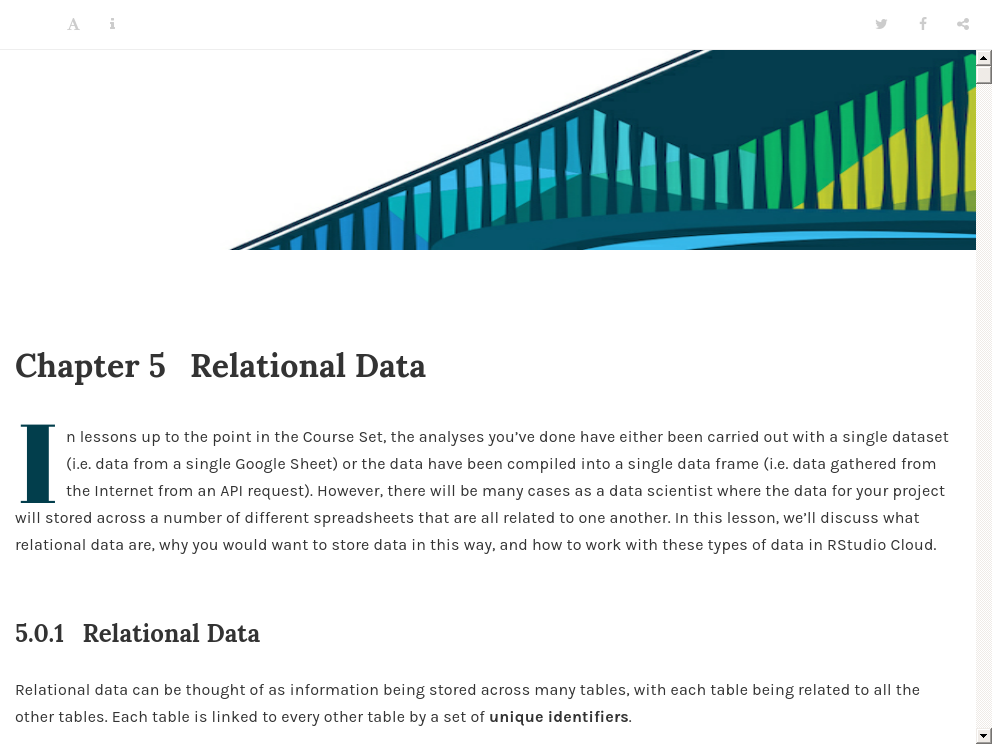 Chapter 5 Relational Data
In lessons up to the point in the Course Set, the analyses you’ve done have either been carried out with a single dataset
(i.e. data from a single Google Sheet) or the data have been compiled into a single data frame (i.e. data gathered from
the Internet from an API request). However, there will be many cases as a data scientist where the data for your project
will stored across a number of different spreadsheets that are all related to one another. In this lesson, we’ll discuss what
relational data are, why you would want to store data in this way, and how to work with these types of data in RStudio Cloud.
5.0.1 Relational Data
Relational data can be thought of as information being stored across many tables, with each table being related to all the
other tables. Each table is linked to every other table by a set of unique identifiers.